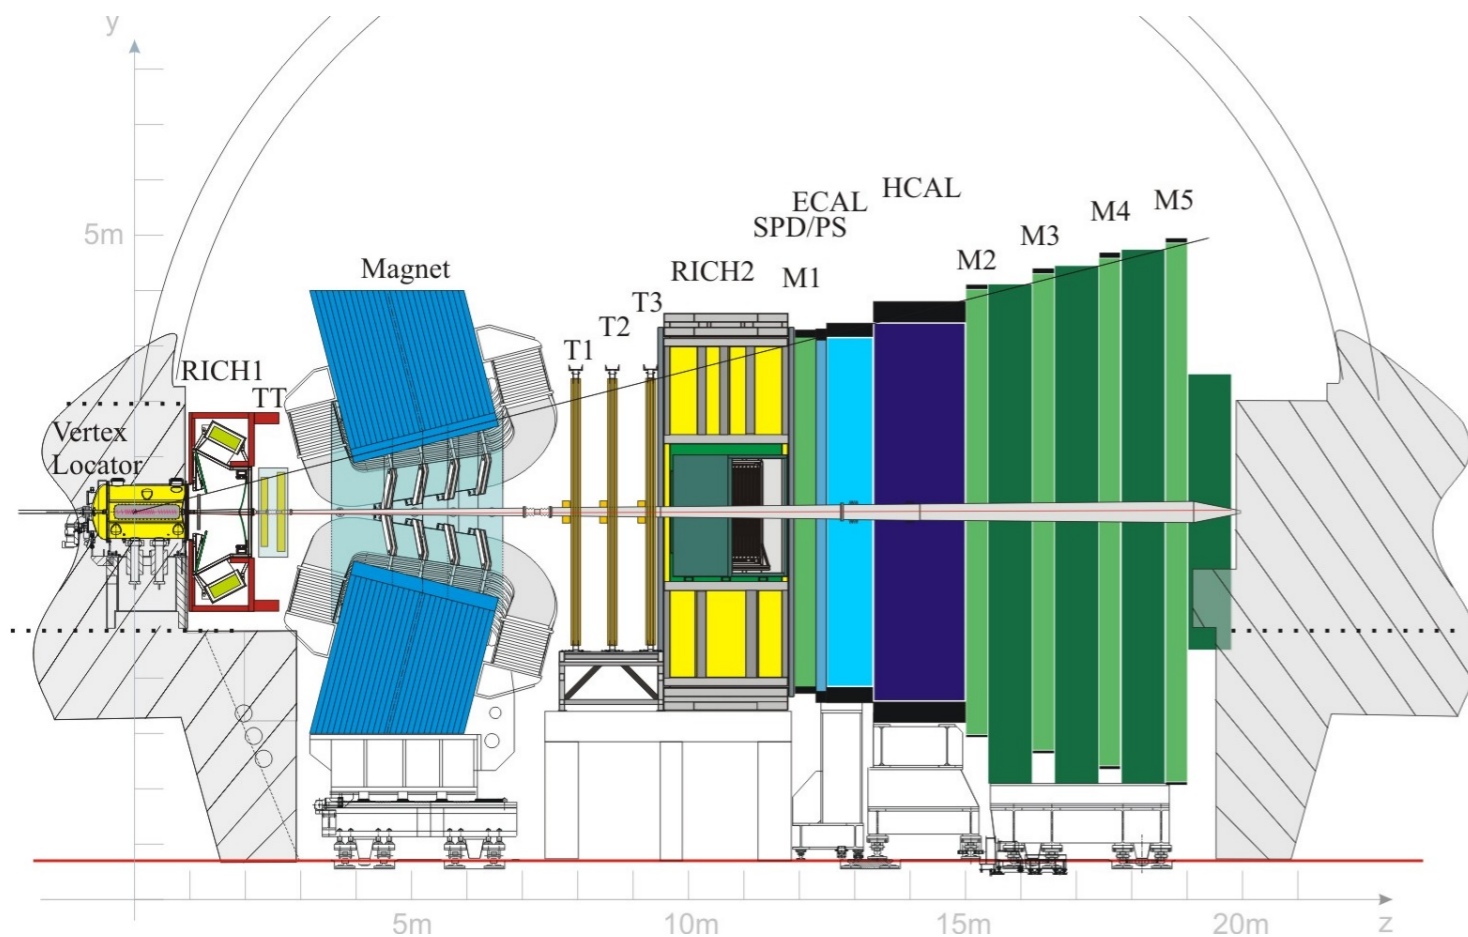 y
5m
HCAL
ECAL
SPD/PS
M5
M4
M3
M2
Magnet
RICH2
M1
T3
T2
T1
RICH1
TT
Vertex
Locator
5m
10m
15m
20m
z